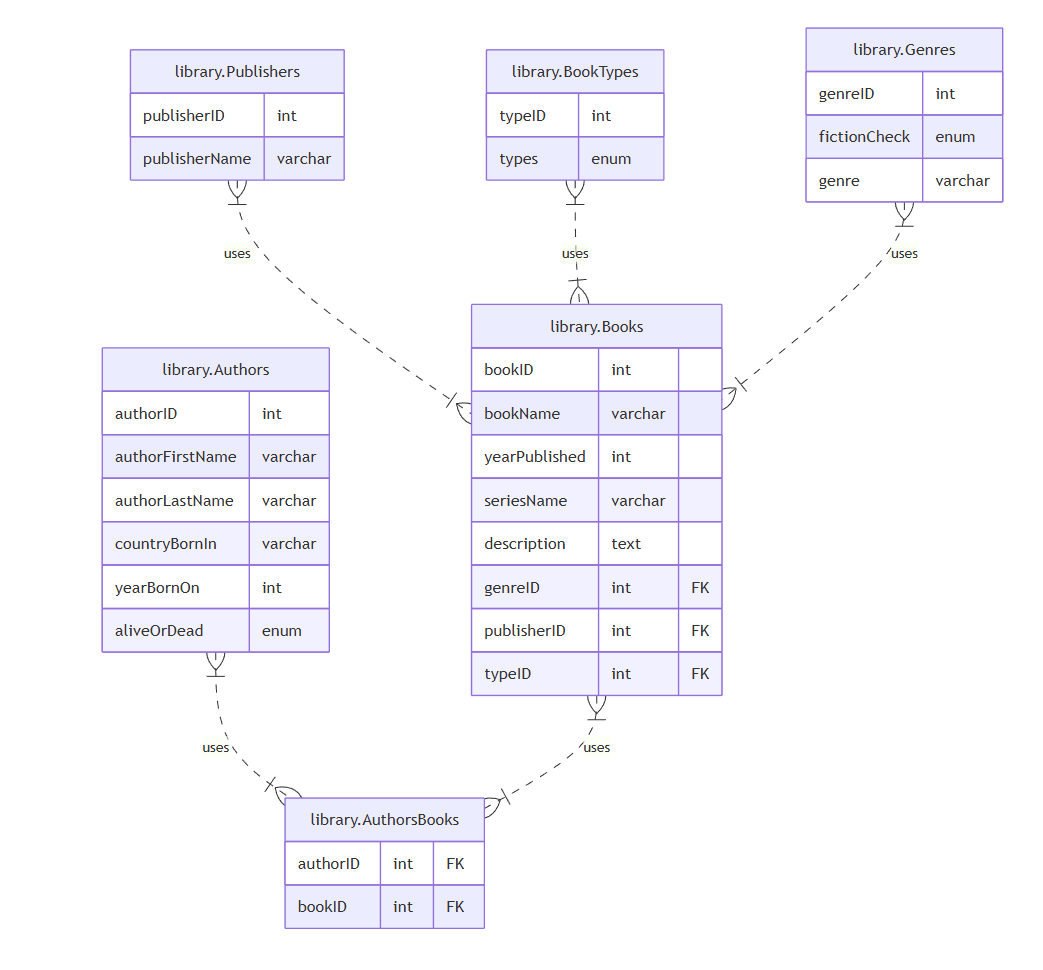 library.Publishers
publisherID int
publisherName varchar
library.BookTypes
typeID int
types enum
library.Genres
genreID int
fictionCheck enum
genre varchar
uses
uses
uses
library.Books
bookID int
bookName varchar
yearPublished int
seriesName varchar
description text
genreID int FK
publisherID int FK
typeID int FK
library.Authors
authorID int
authorFirstName varchar
authorLastName varchar
countryBornIn varchar
yearBornOn int
aliveOrDead enum
uses
uses
library.AuthorsBooks
authorID int FK
bookID int FK